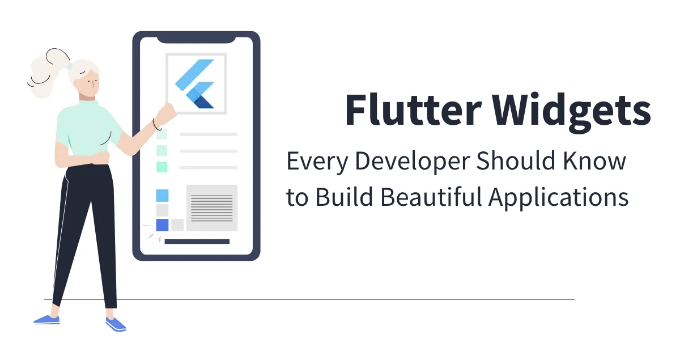 Flutter Widgets
Every Developer Should Know
to Build Beautiful Applications